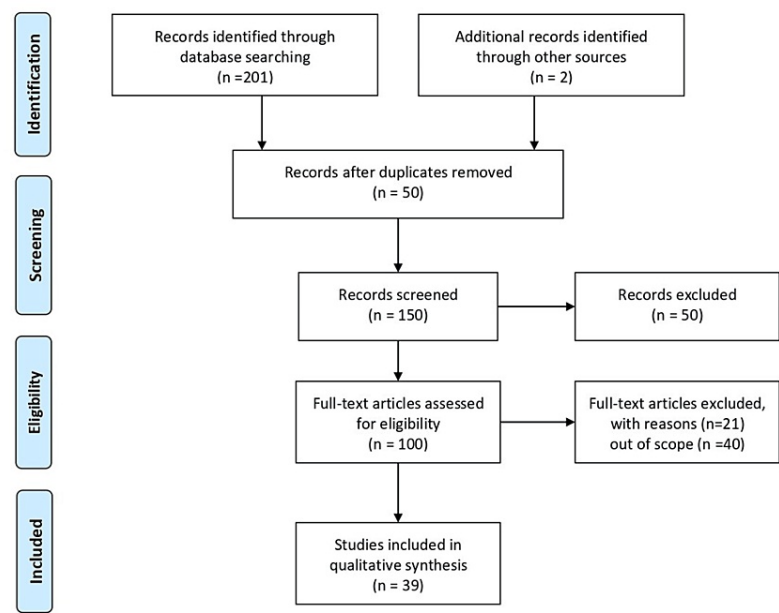 Identification
Records identified through
database searching
(n =201)
Additional records identified
through other sources
(n = 2)
Records after duplicates removed
(n = 50)
Screening
Records screened
(n = 150)
Records excluded
(n = 50)
Eligibility
Full-text articles assessed
for eligibility
(n = 100)
Full-text articles excluded,
with reasons (n=21)
out of scope (n =40)
Included
Studies included in
qualitative synthesis
(n = 39)